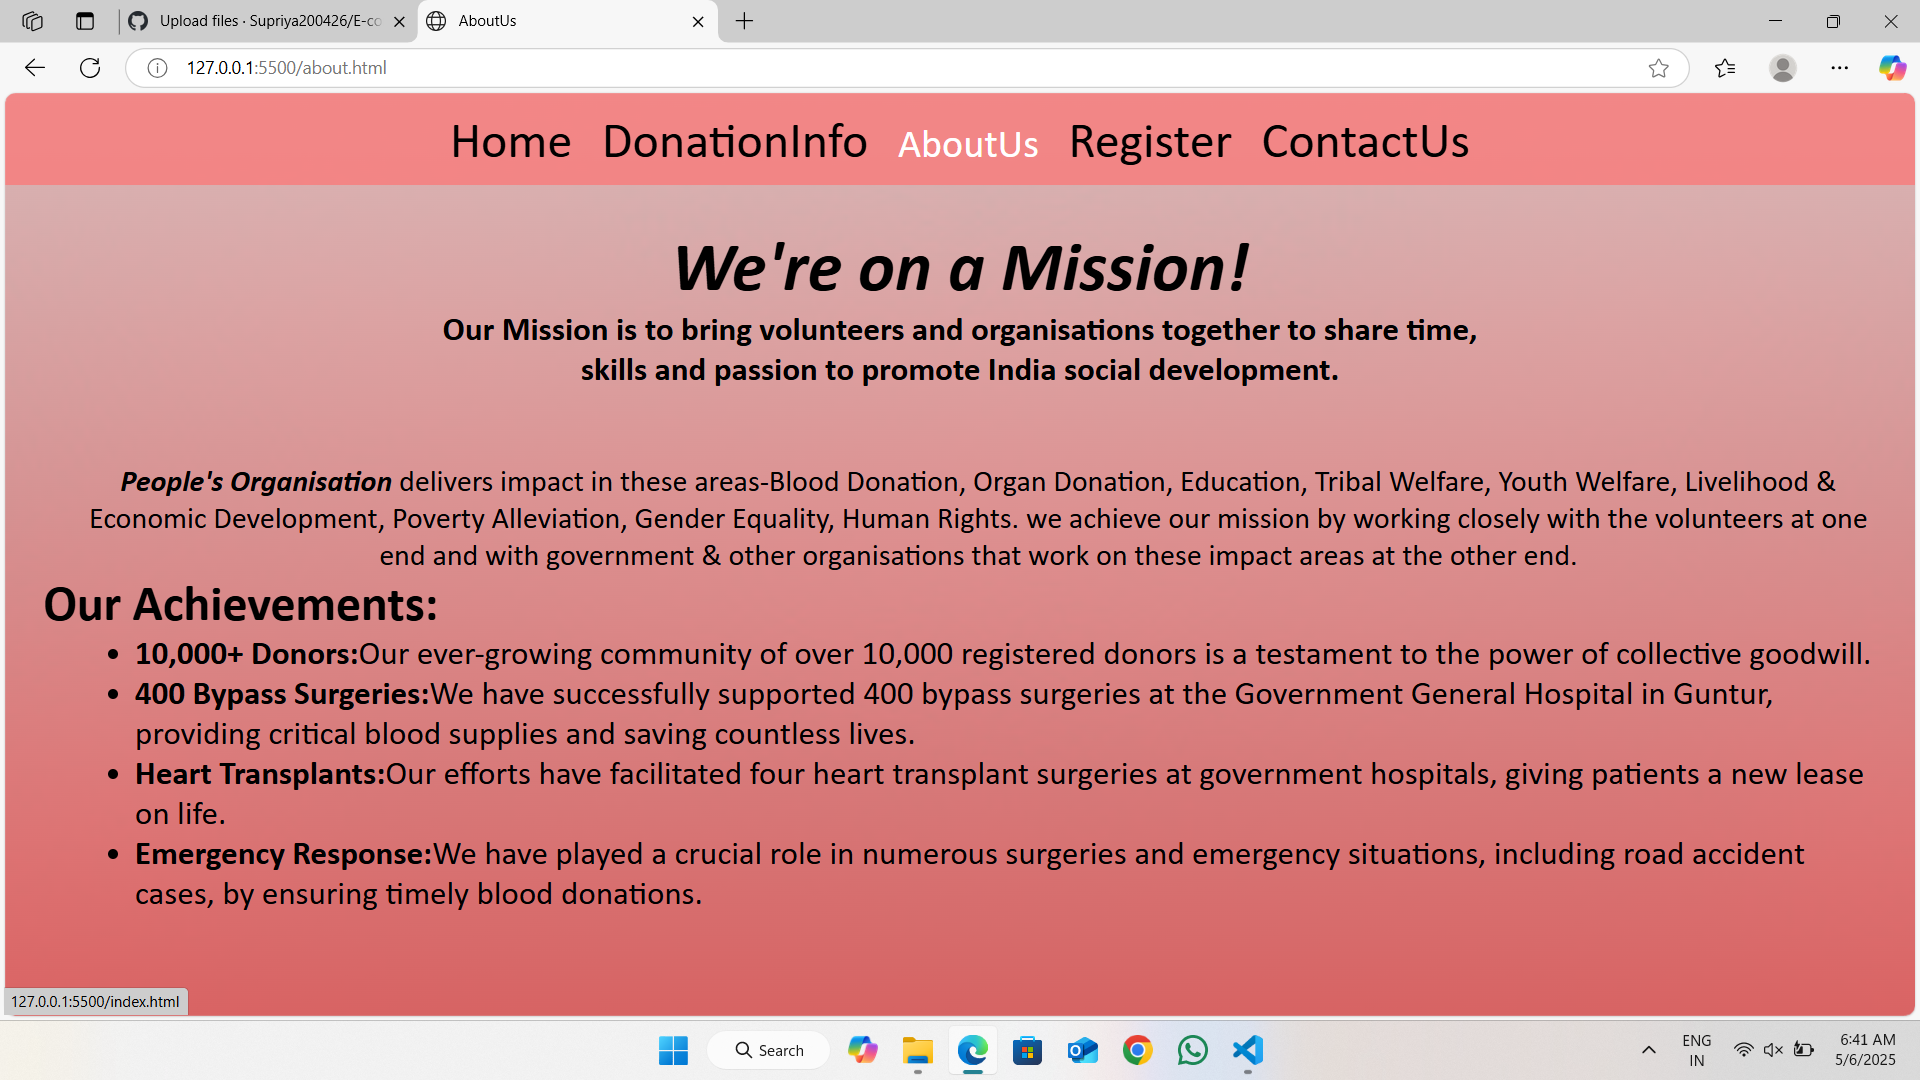 Upload files · Supriya200426/E-co
AboutUs
127.0.0.1:5500/about.html
Home DonationInfo AboutUs Register ContactUs
We're on a Mission!
Our Mission is to bring volunteers and organisations together to share time,
skills and passion to promote India social development.
People's Organisation delivers impact in these areas-Blood Donation, Organ Donation, Education, Tribal Welfare, Youth Welfare, Livelihood &
Economic Development, Poverty Alleviation, Gender Equality, Human Rights. we achieve our mission by working closely with the volunteers at one
end and with government & other organisations that work on these impact areas at the other end.
Our Achievements:
• 10,000+ Donors:Our ever-growing community of over 10,000 registered donors is a testament to the power of collective goodwill.
• 400 Bypass Surgeries:We have successfully supported 400 bypass surgeries at the Government General Hospital in Guntur,
providing critical blood supplies and saving countless lives.
• Heart Transplants:Our efforts have facilitated four heart transplant surgeries at government hospitals, giving patients a new lease
on life.
• Emergency Response:We have played a crucial role in numerous surgeries and emergency situations, including road accident
cases, by ensuring timely blood donations.
127.0.0.1:5500/index.html
Search
ENG
IN
6:41 AM
5/6/2025